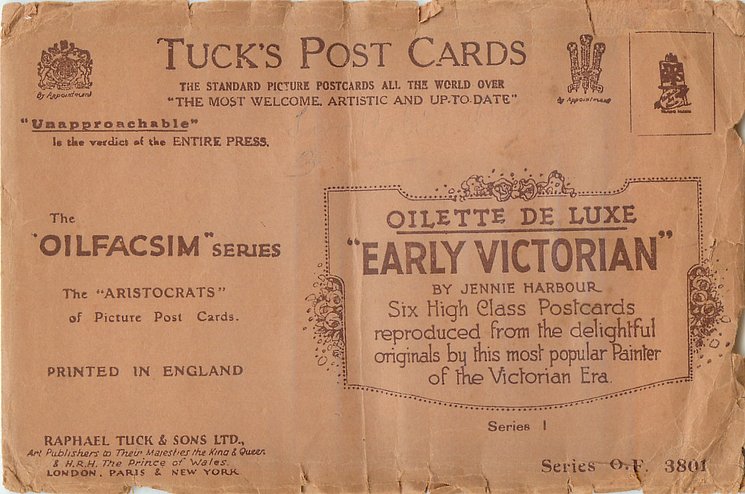 TUCK'S POST CARDS
THE STANDARD PICTURE POSTCARDS ALL THE WORLD OVER
"THE MOST WELCOME, ARTISTIC AND UP-TO-DATE"
By Appointment
By Appointment
"Unapproachable"
Is the verdict of the ENTIRE PRESS.
The
"OILFACSIM" SERIES
The "ARISTOCRATS"
of Picture Post Cards.
PRINTED IN ENGLAND
RAPHAEL TUCK & SONS LTD.,
Art Publishers to Their Majesties the King & Queen
& H.R.H. The Prince of Wales.
LONDON, PARIS & NEW YORK.
OILETTE DE LUXE
"EARLY VICTORIAN"
BY JENNIE HARBOUR
Six High Class Postcards
reproduced from the delightful
originals by this most popular Painter
of the Victorian Era.
Series 1
Series O.F. 3801